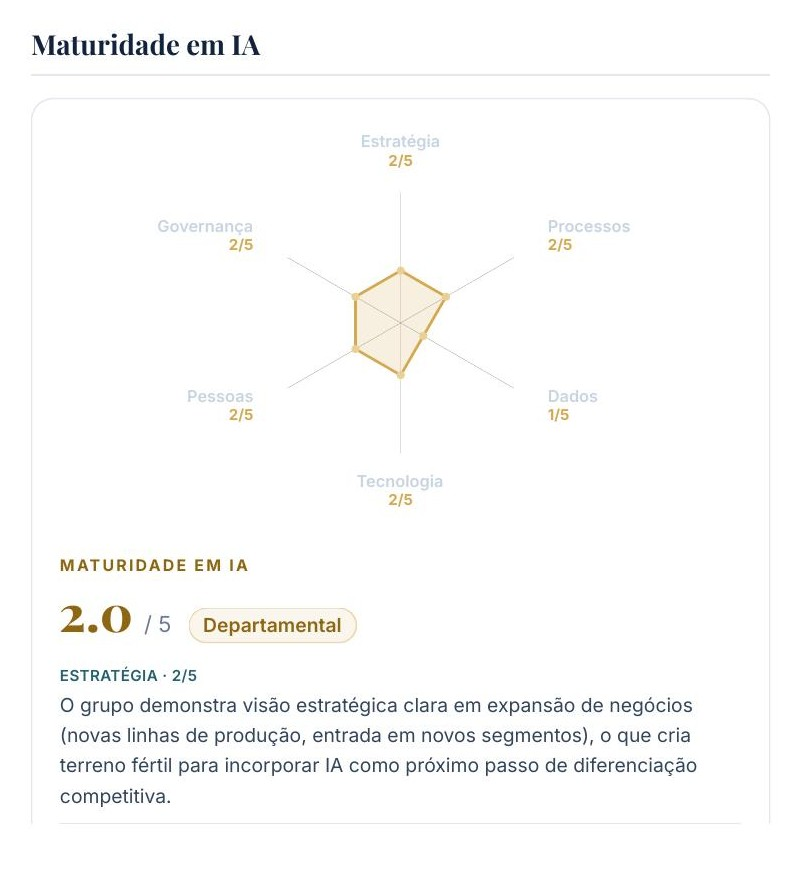 Maturidade em IA
Estratégia
2/5
Governança
2/5
Processos
2/5
Pessoas
2/5
Dados
1/5
Tecnologia
2/5
MATURIDADE EM IA
2.0 / 5 Departamental
ESTRATÉGIA · 2/5
O grupo demonstra visão estratégica clara em expansão de negócios
(novas linhas de produção, entrada em novos segmentos), o que cria
terreno fértil para incorporar IA como próximo passo de diferenciação
competitiva.